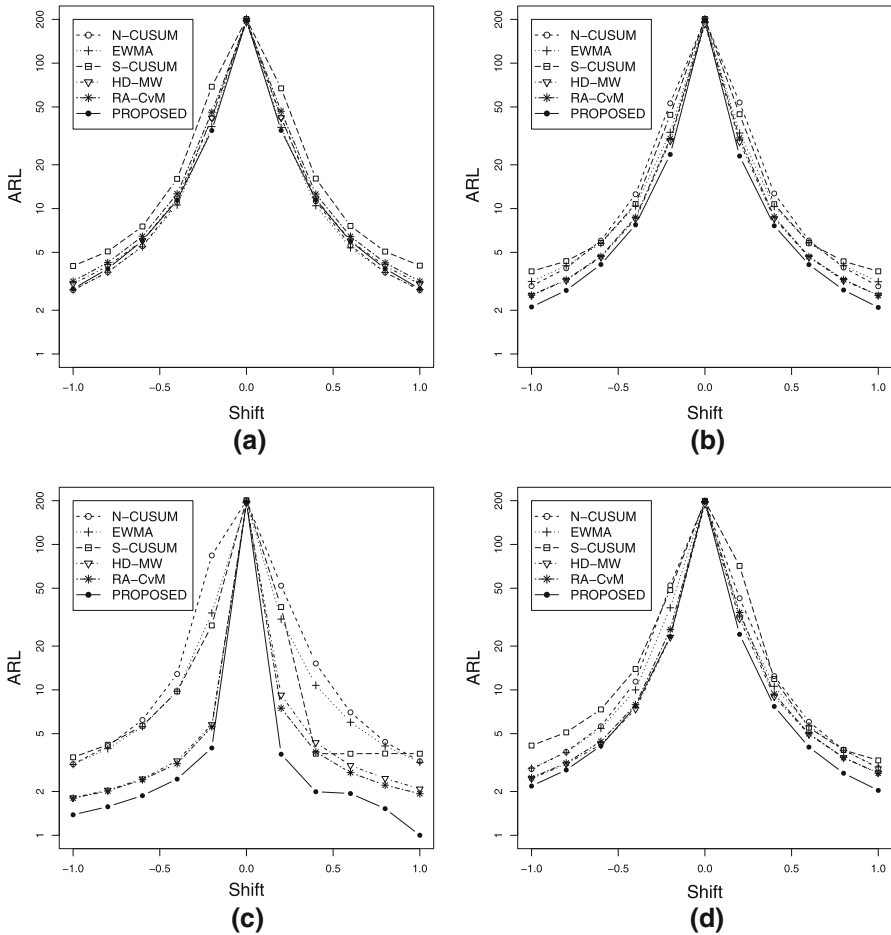 N-CUSUM
EWMA
S-CUSUM
HD-MW
RA-CvM
PROPOSED
ARL
200
100
50
20
10
5
2
1
-1.0 -0.5 0.0 0.5 1.0
Shift
(a)
N-CUSUM
EWMA
S-CUSUM
HD-MW
RA-CvM
PROPOSED
ARL
200
100
50
20
10
5
2
1
-1.0 -0.5 0.0 0.5 1.0
Shift
(b)
N-CUSUM
EWMA
S-CUSUM
HD-MW
RA-CvM
PROPOSED
ARL
200
100
50
20
10
5
2
1
-1.0 -0.5 0.0 0.5 1.0
Shift
(c)
N-CUSUM
EWMA
S-CUSUM
HD-MW
RA-CvM
PROPOSED
ARL
200
100
50
20
10
5
2
1
-1.0 -0.5 0.0 0.5 1.0
Shift
(d)